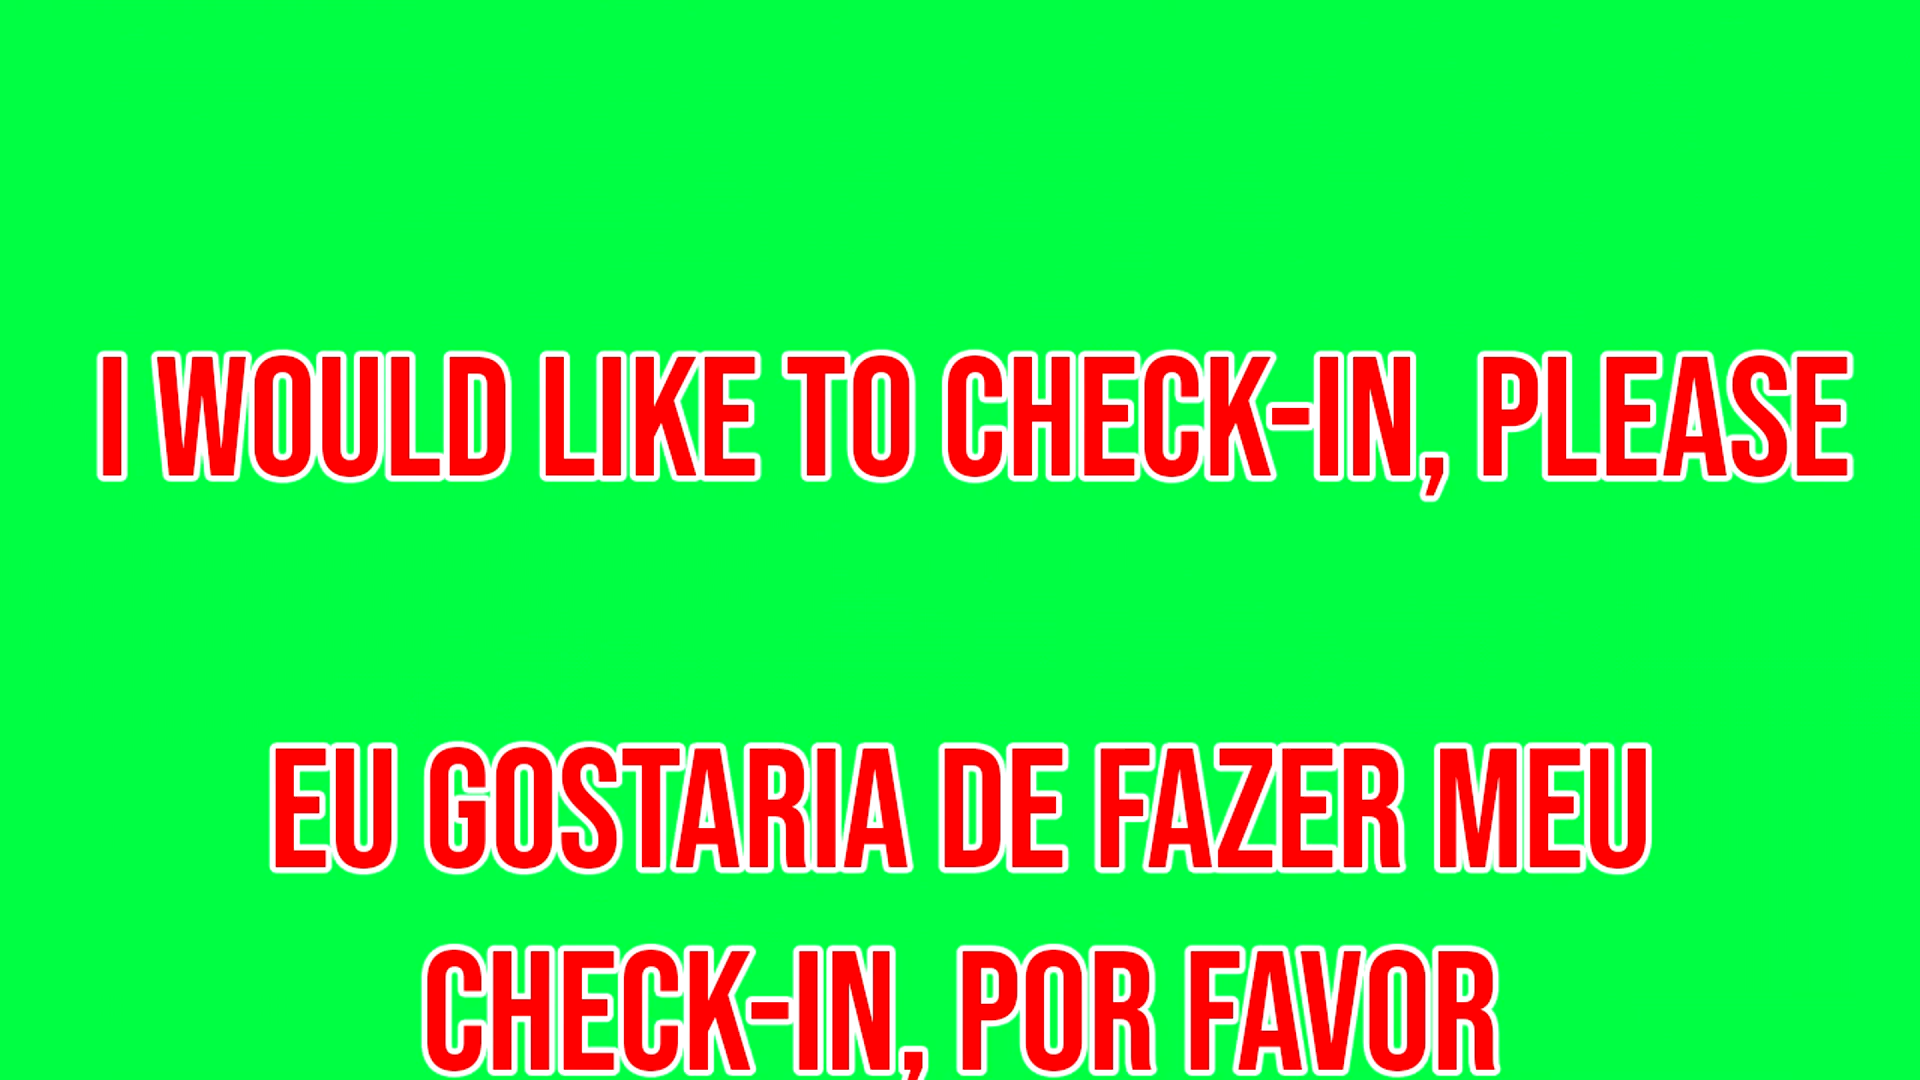 I WOULD LIKE TO CHECK-IN, PLEASE
EU GOSTARIA DE FAZER MEU
CHECK-IN, POR FAVOR